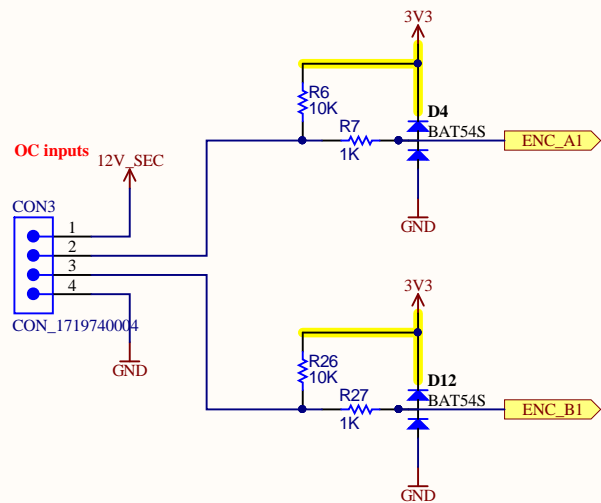 3V3
R6
10K
R7
1K
D4
BAT54S
ENC_A1
GND
OC inputs
12V_SEC
CON3
1
2
3
4
CON_1719740004
GND
3V3
R26
10K
R27
1K
D12
BAT54S
ENC_B1
GND